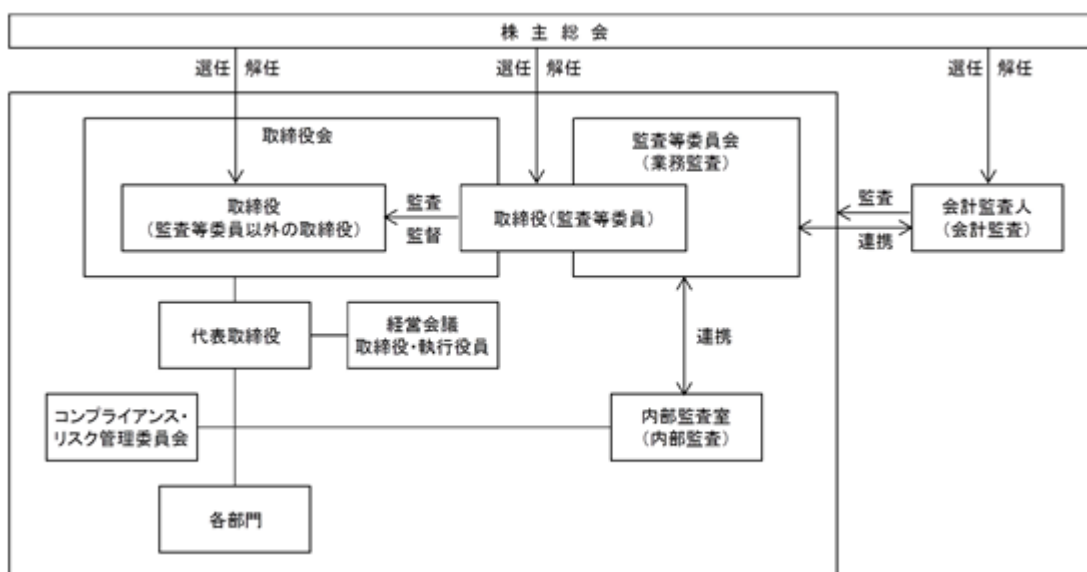 株主総会
選任 解任
選任 解任
選任 解任
取締役会
監査等委員会
(業務監査)
取締役
(監査等委員以外の取締役)
監査
監督
取締役(監査等委員)
監査
連携
会計監査人
(会計監査)
代表取締役
経営会議
取締役・執行役員
連携
コンプライアンス・
リスク管理委員会
内部監査室
(内部監査)
各部門